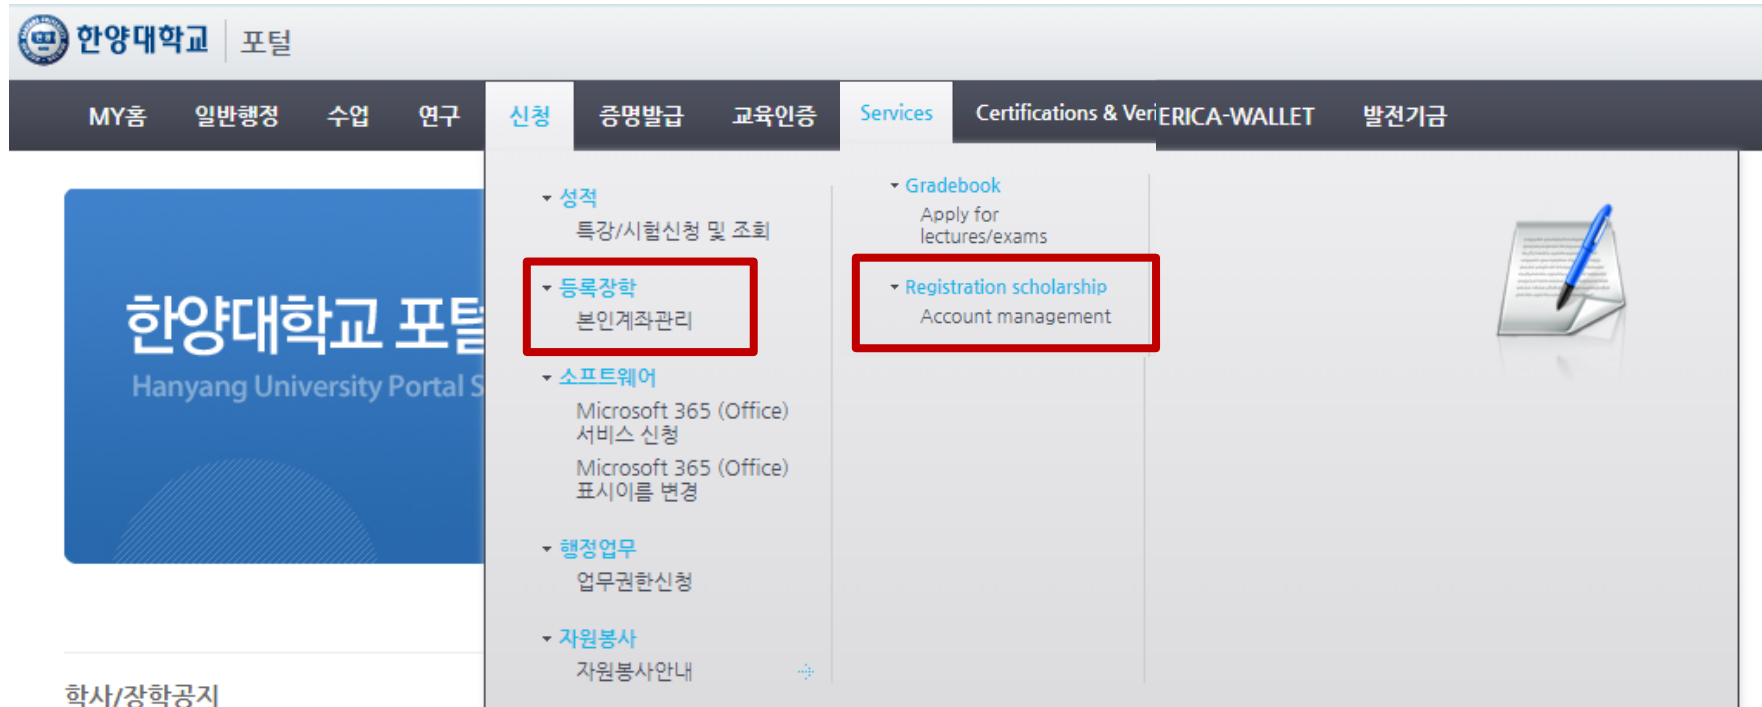 한양대학교 포털
MY홈 일반행정 수업 연구 신청 증명발급 교육인증 Services Certifications & Veri ERICA-WALLET 발전기금
한양대학교 포털
Hanyang University Portal S
성적
특강/시험신청 및 조회
등록장학
본인계좌관리
소프트웨어
Microsoft 365 (Office)
서비스 신청
Microsoft 365 (Office)
표시이름 변경
행정업무
업무권한신청
자원봉사
자원봉사안내
Gradebook
Apply for
lectures/exams
Registration scholarship
Account management
학사/장학공지